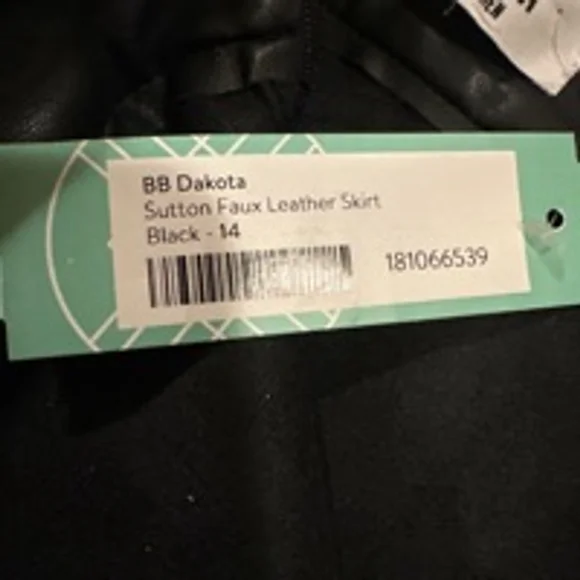 BB Dakota
Sutton Faux Leather Skirt
Black - 14
181066539